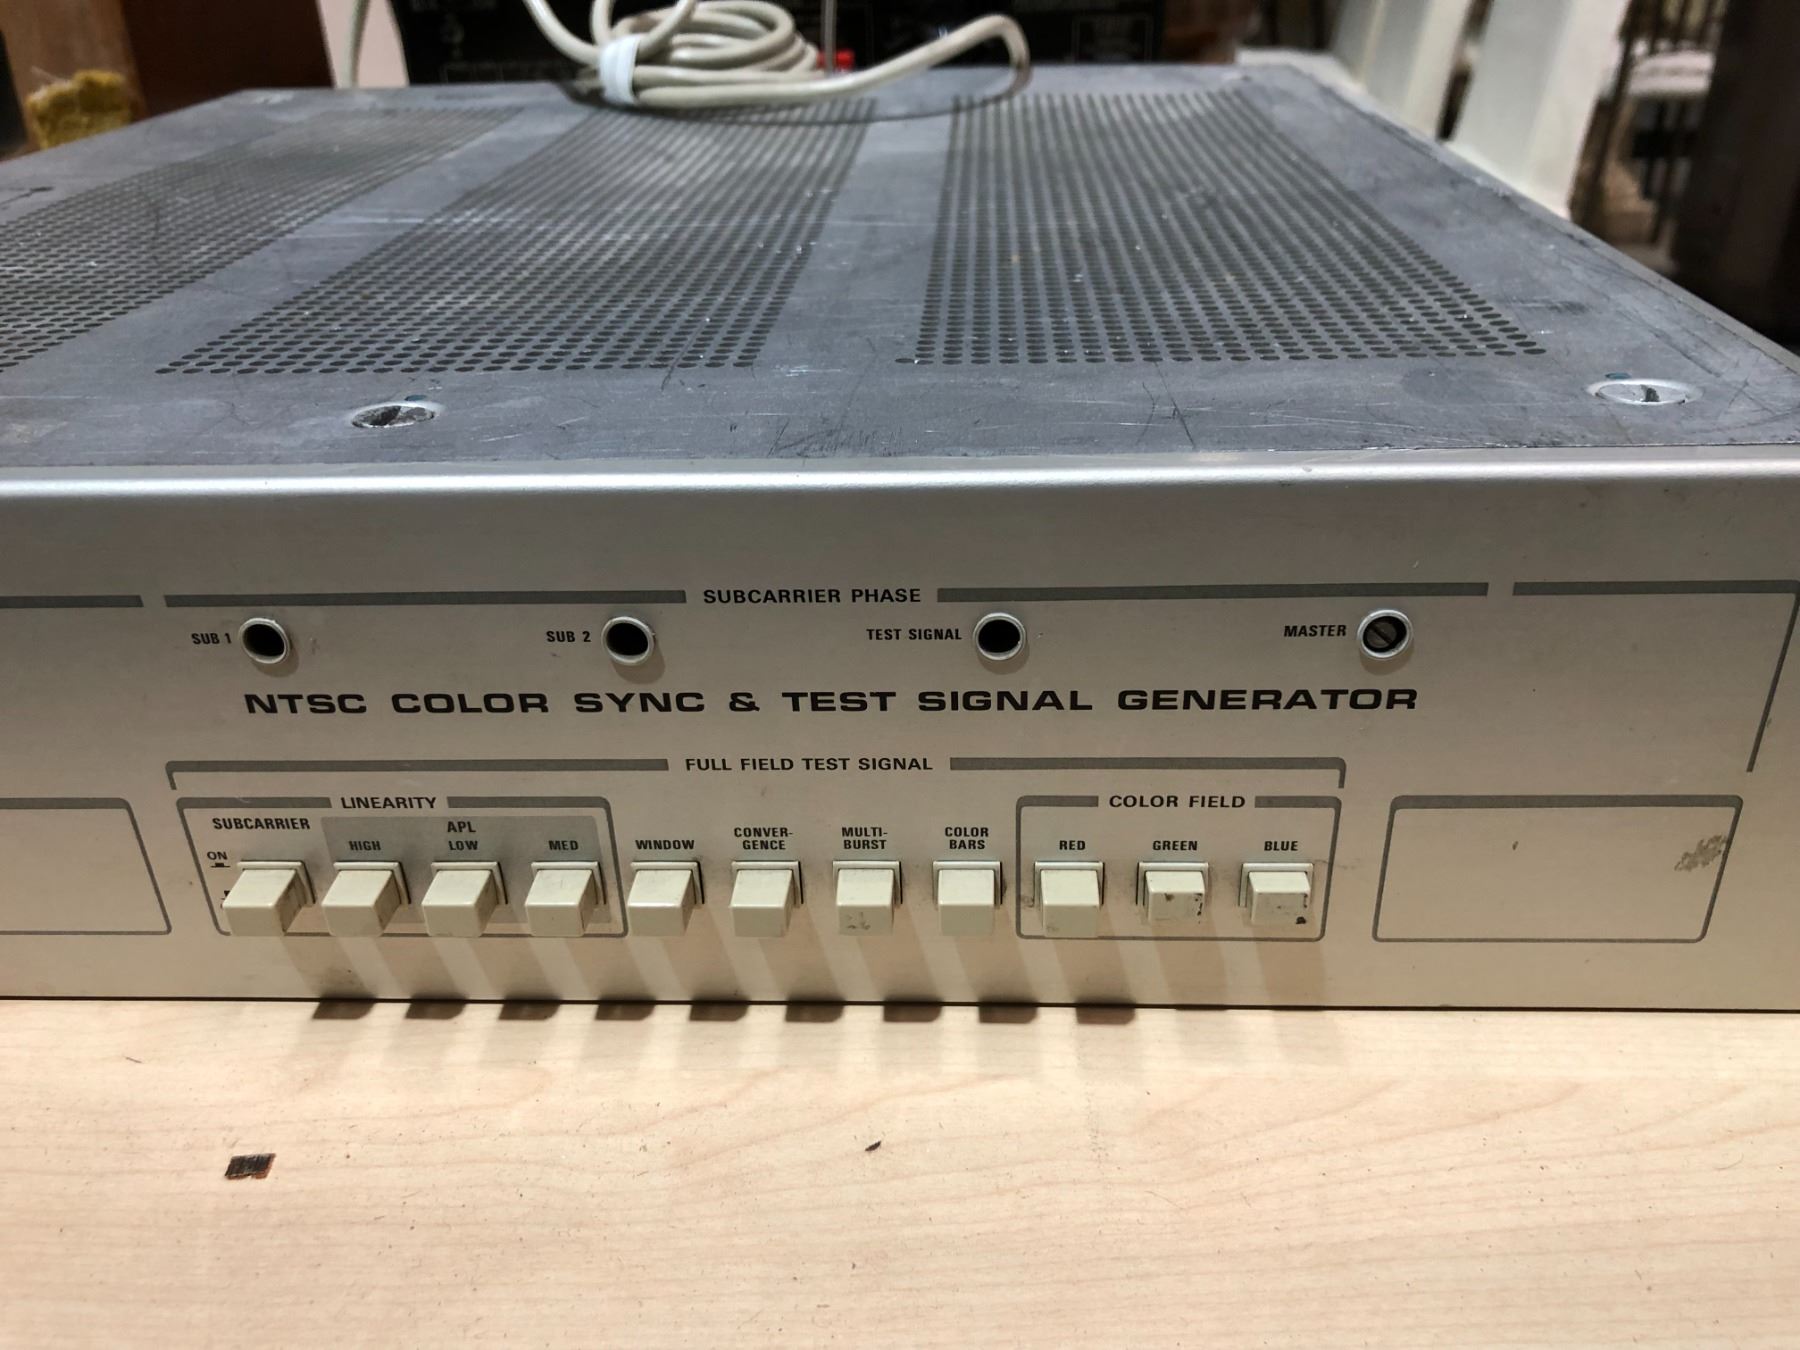 SUBCARRIER PHASE
SUB 1
SUB 2
TEST SIGNAL
MASTER
NTSC COLOR SYNC & TEST SIGNAL GENERATOR
FULL FIELD TEST SIGNAL
LINEARITY
COLOR FIELD
SUBCARRIER
APL
ON
HIGH
LOW
MED
WINDOW
CONVER-
GENCE
MULTI-
BURST
COLOR
BARS
RED
GREEN
BLUE